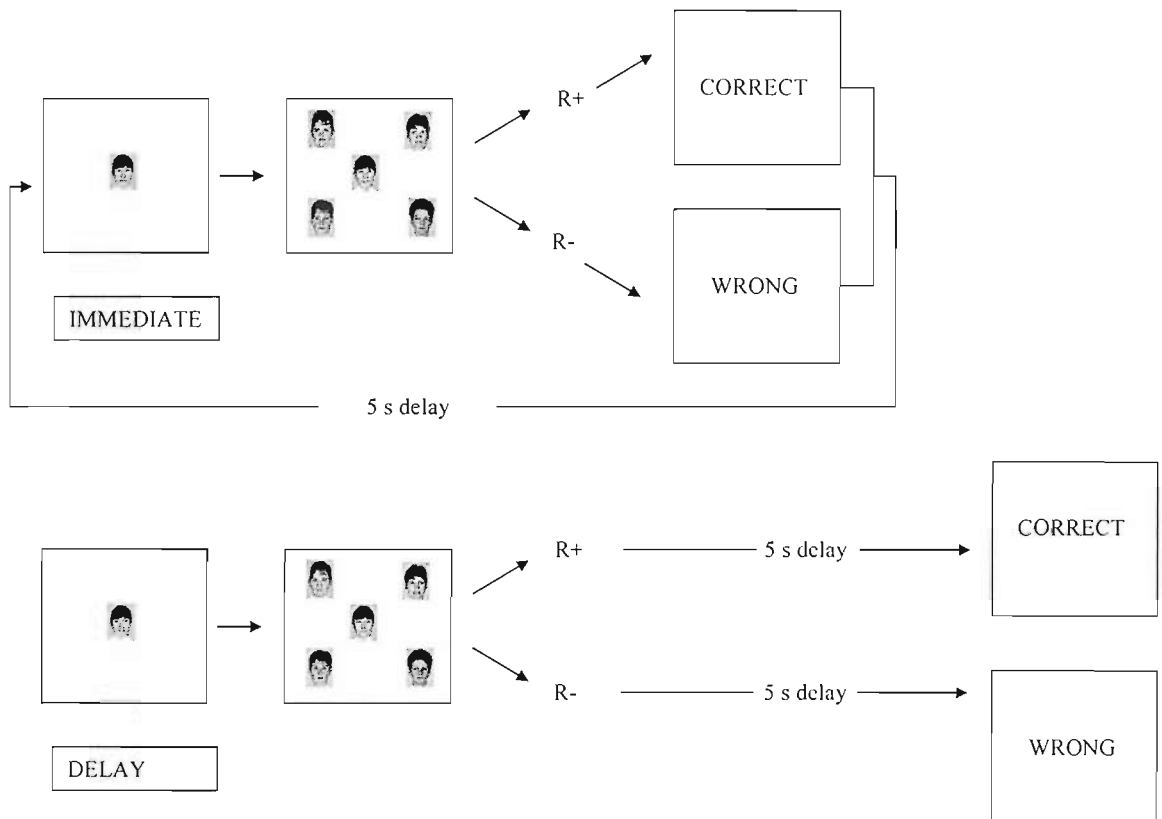 CORRECT
R+
R-
WRONG
IMMEDIATE
5 s delay
CORRECT
R+
5 s delay
R-
5 s delay
WRONG
DELAY